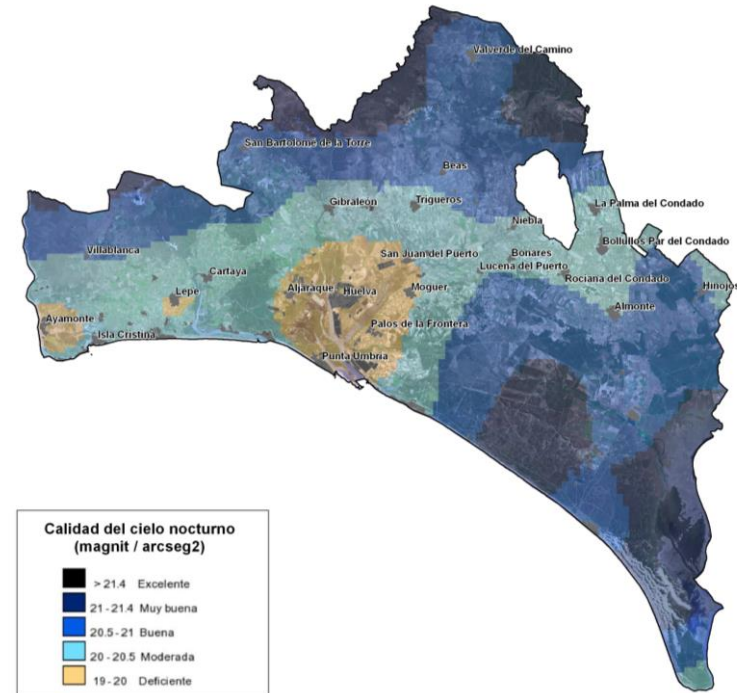 Valverde del Camino
San Bartolomé de la Torre
Beas
Gibraleón
Trigueros
La Palma del Condado
Niebla
Villablanca
San Juan del Puerto
Bonares
Bollullos Par del Condado
Cartaya
Lucena del Puerto
Rociana del Condado
Lepe
Aljaraque
Huelva
Moguer
Hinojos
Almonte
Ayamonte
Isla Cristina
Palos de la Frontera
Punta Umbría
Calidad del cielo nocturno
(magnit / arcseg2)
> 21.4 Excelente
21 - 21.4 Muy buena
20.5 - 21 Buena
20 - 20.5 Moderada
19 - 20 Deficiente